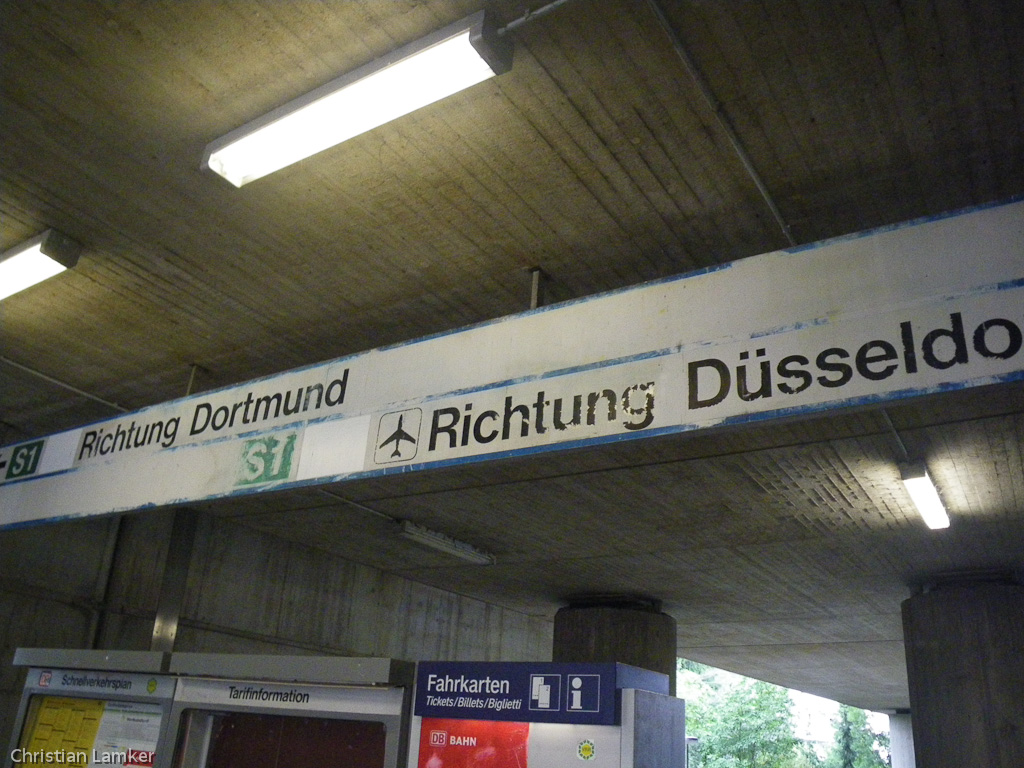 S1 Richtung Dortmund
S1 Richtung Düsseldo
Schnellverkehrsplan
Tarifinformation
Fahrkarten
Tickets/Billets/Biglietti
i
DB BAHN
Christian Lamker